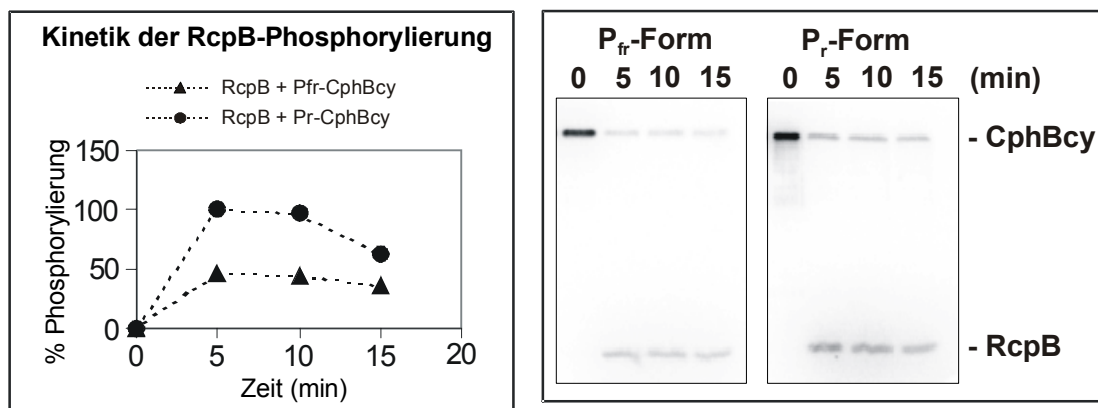 Kinetik der RcpB-Phosphorylierung
RcpB + Pfr-CphBcy
RcpB + Pr-CphBcy
% Phosphorylierung
150
100
50
0
0 5 10 15 20
Zeit (min)
Pfr-Form Pr-Form
0 5 10 15 0 5 10 15 (min)
- CphBcy
- RcpB